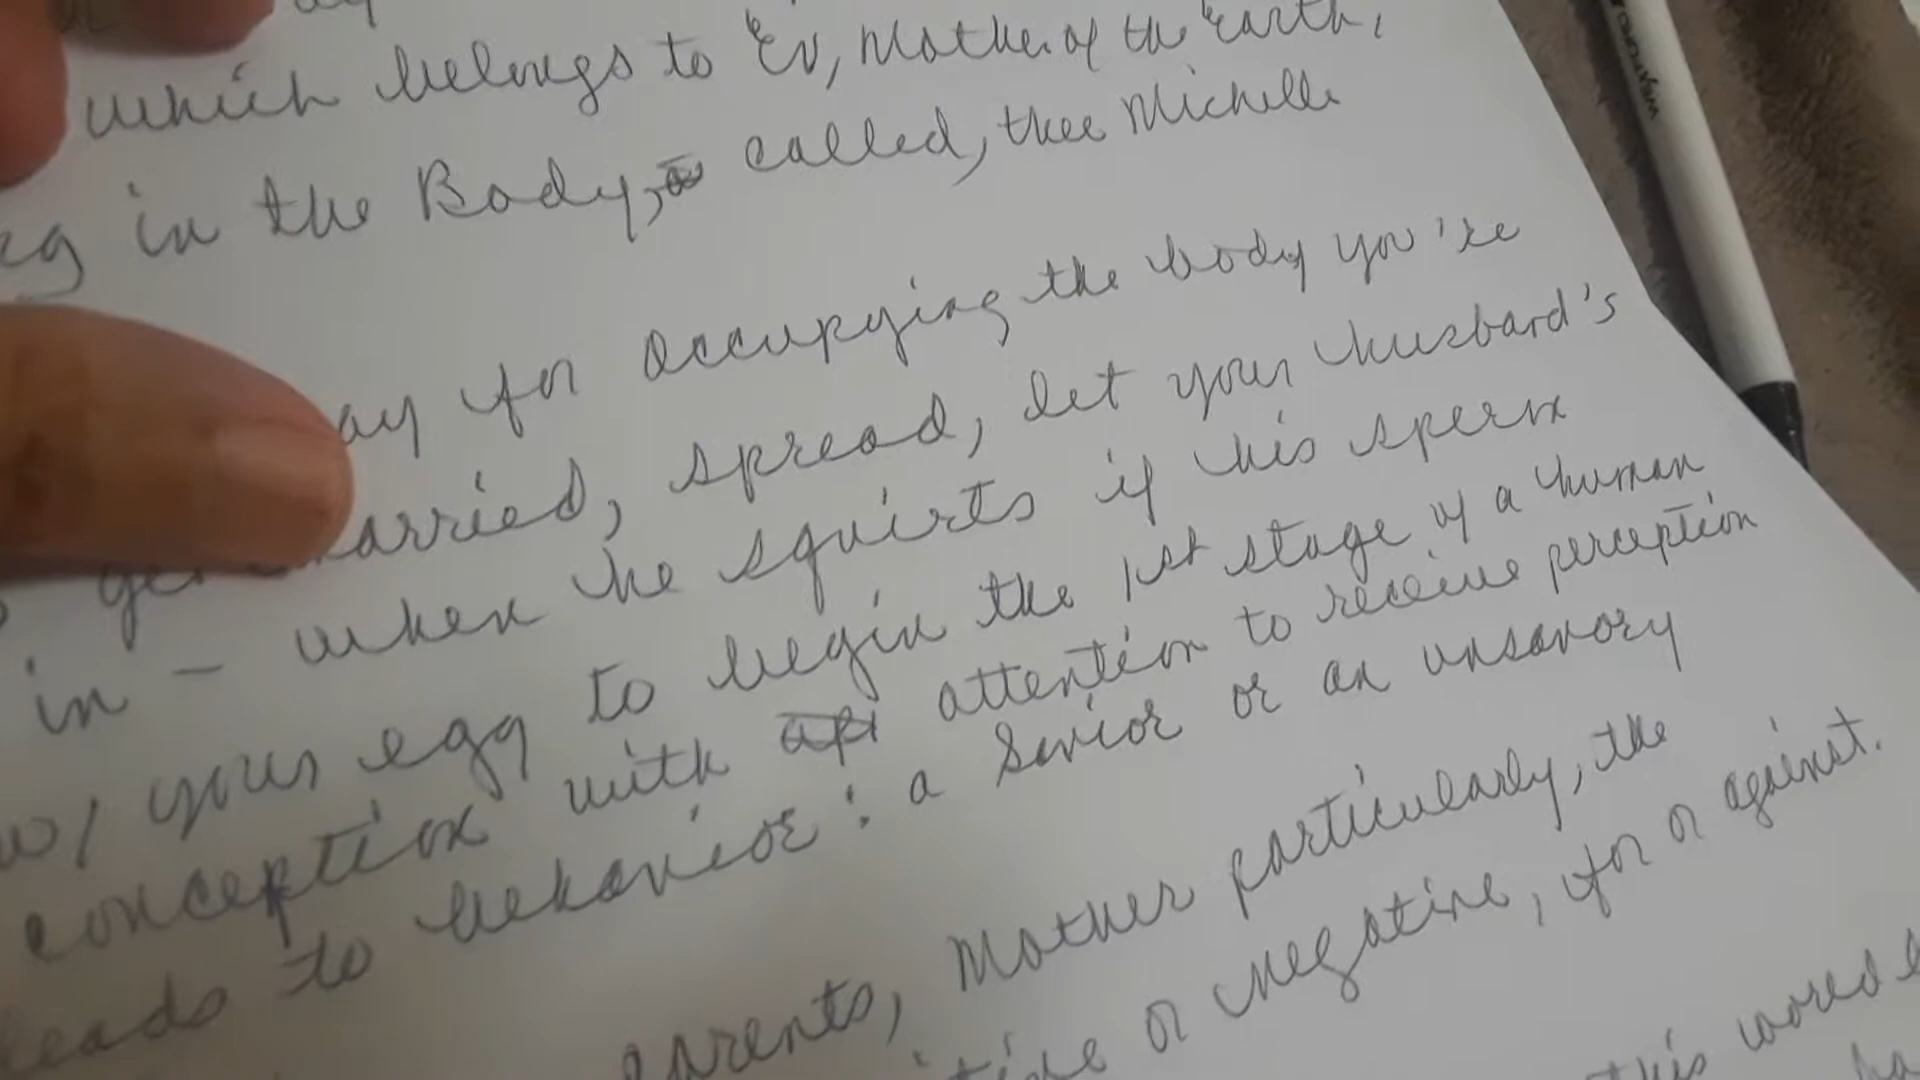 which belongs to Ev, Mother of the Earth,
in the Body, called, thee Michelle
ay for occupying the body you're
arried, spread, let your husband's
in - when he squirts if his sperm
w/ your egg to begin the 1st stage of a human
conception with attention to receive perception
leads to behavior: a Savior or an unsavory
parents, Mother particularly, the
or negative, for or against.
this